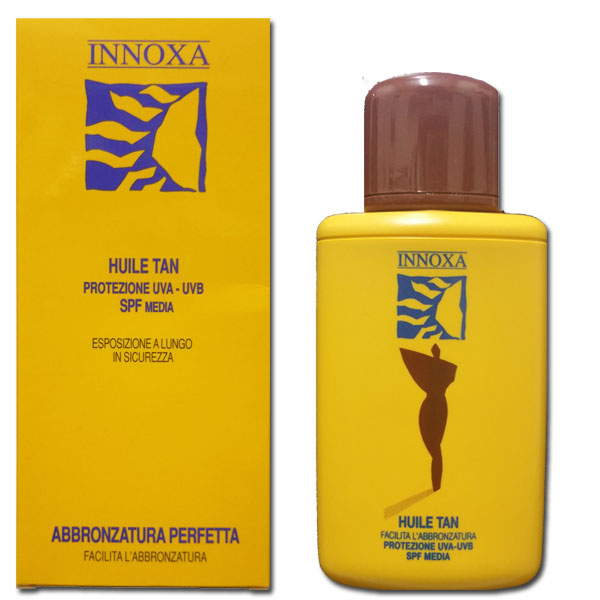 INNOXA
HUILE TAN
PROTEZIONE UVA - UVB
SPF MEDIA
ESPOSIZIONE A LUNGO
IN SICUREZZA
ABBRONZATURA PERFETTA
FACILITA L'ABBRONZATURA
INNOXA
HUILE TAN
FACILITA L'ABBRONZATURA
PROTEZIONE UVA-UVB
SPF MEDIA